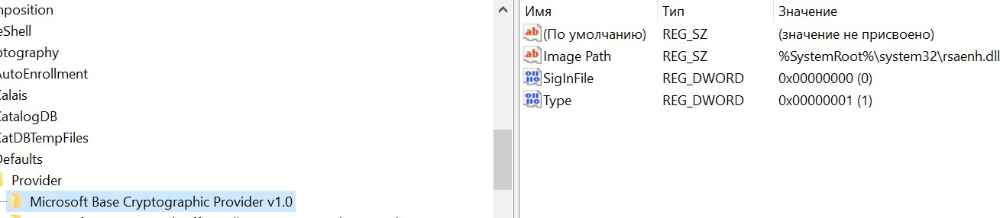 mposition
eShell
ptography
AutoEnrollment
Calais
CatalogDB
CatDBTempFiles
Defaults
Provider
Microsoft Base Cryptographic Provider v1.0
Имя Тип Значение
(По умолчанию) REG_SZ (значение не присвоено)
Image Path REG_SZ %SystemRoot%\system32\rsaenh.dll
SigInFile REG_DWORD 0x00000000 (0)
Type REG_DWORD 0x00000001 (1)